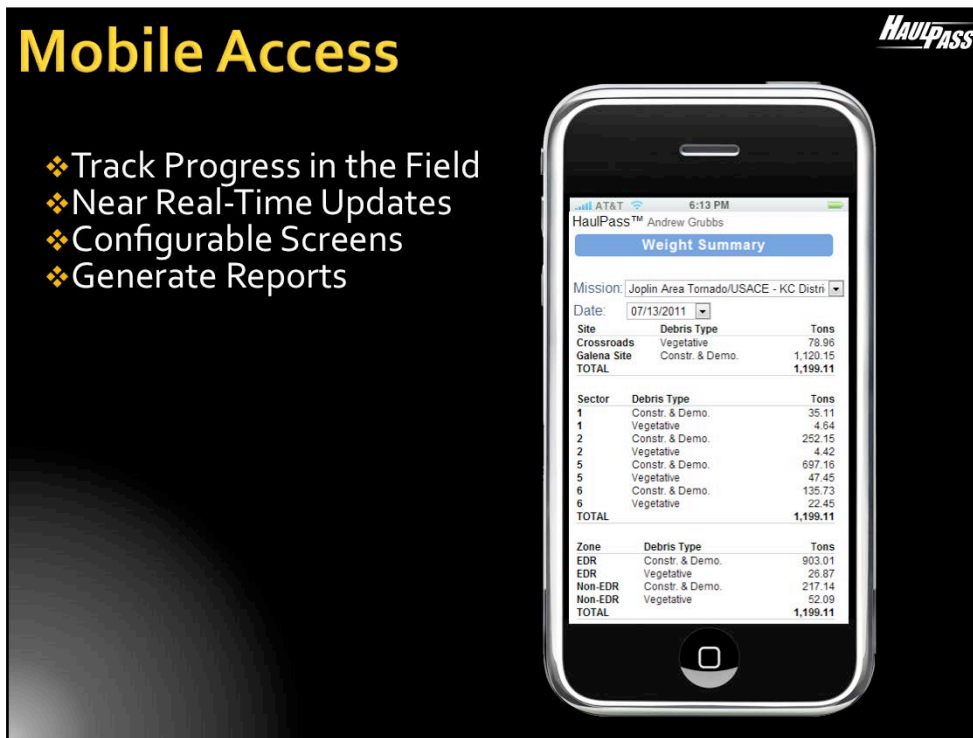 Mobile Access
HAULPASS
❖Track Progress in the Field
❖Near Real-Time Updates
❖Configurable Screens
❖Generate Reports
AT&T 6:13 PM
HaulPass™ Andrew Grubbs
Weight Summary
Mission: Joplin Area Tornado/USACE - KC Distri
Date: 07/13/2011
Site Debris Type Tons
Crossroads Vegetative 78.96
Galena Site Constr. & Demo. 1,120.15
TOTAL 1,199.11
Sector Debris Type Tons
1 Constr. & Demo. 35.11
1 Vegetative 4.64
2 Constr. & Demo. 252.15
2 Vegetative 4.42
5 Constr. & Demo. 697.16
5 Vegetative 47.45
6 Constr. & Demo. 135.73
6 Vegetative 22.45
TOTAL 1,199.11
Zone Debris Type Tons
EDR Constr. & Demo. 903.01
EDR Vegetative 26.87
Non-EDR Constr. & Demo. 217.14
Non-EDR Vegetative 52.09
TOTAL 1,199.11